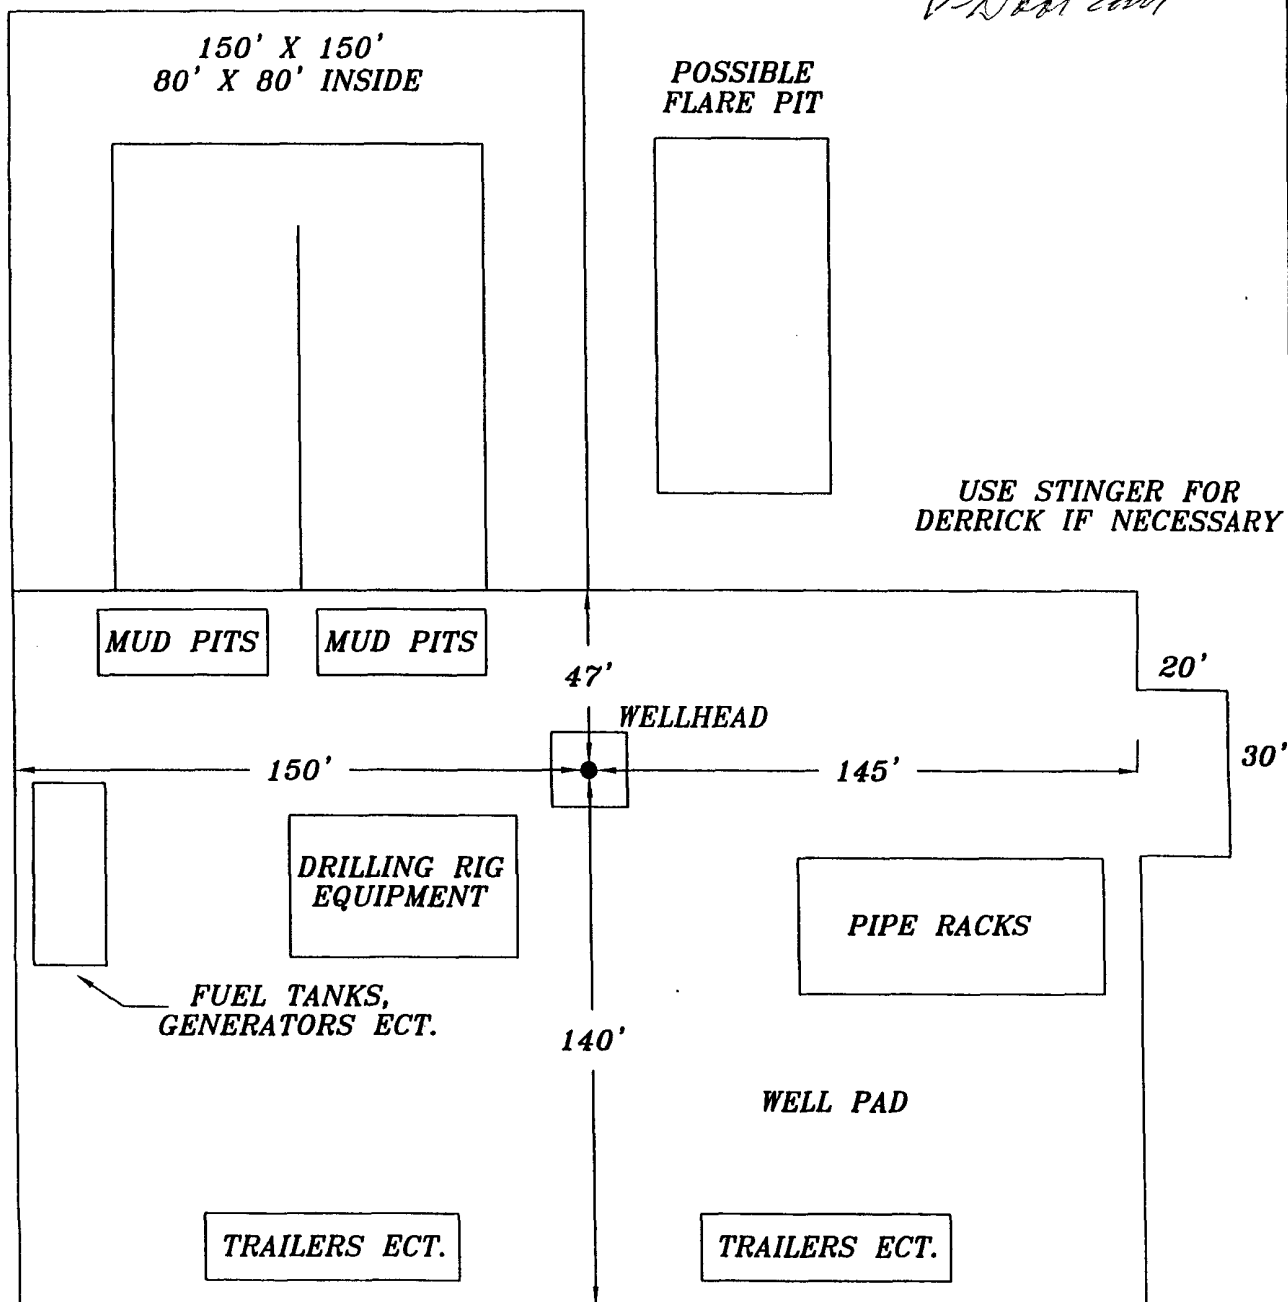 V-Door East
150' X 150'
80' X 80' INSIDE
POSSIBLE
FLARE PIT
USE STINGER FOR
DERRICK IF NECESSARY
MUD PITS
MUD PITS
47'
20'
WELLHEAD
150'
145'
30'
DRILLING RIG
EQUIPMENT
PIPE RACKS
FUEL TANKS,
GENERATORS ECT.
140'
WELL PAD
TRAILERS ECT.
TRAILERS ECT.